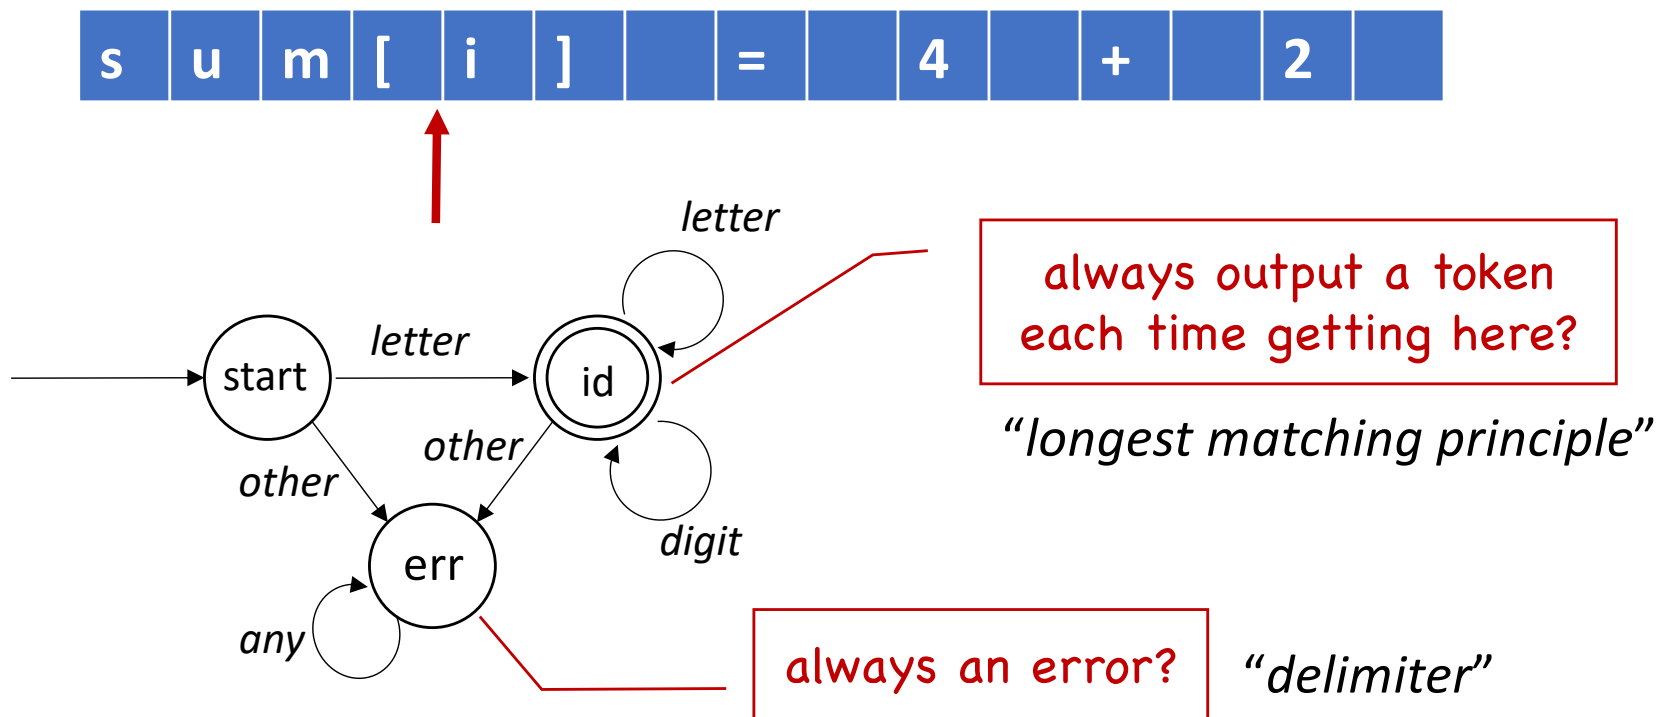 s u m [ i ] = 4 + 2
letter
always output a token
each time getting here?
letter
start
id
"longest matching principle"
other
other
digit
err
any
always an error?
"delimiter"